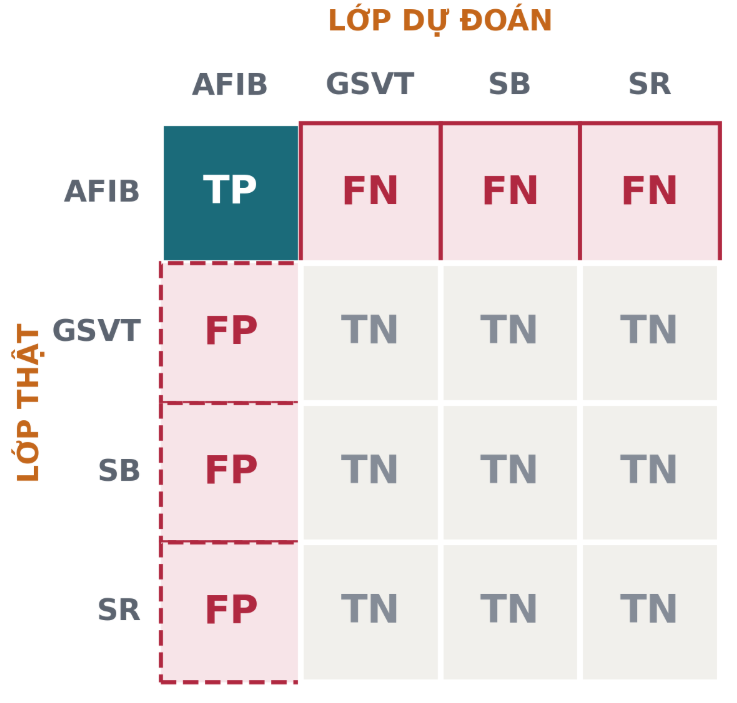 LỚP DỰ ĐOÁN
AFIB GSVT SB SR
AFIB TP FN FN FN
GSVT FP TN TN TN
SB FP TN TN TN
SR FP TN TN TN
LỚP THẬT